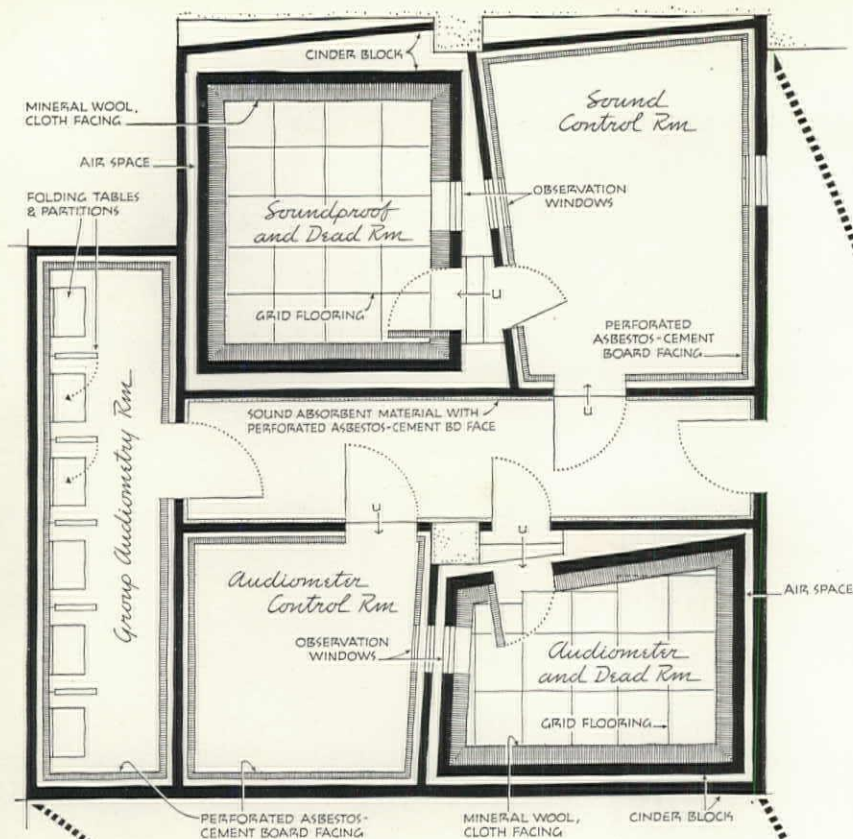 CINDER BLOCK
MINERAL WOOL,
CLOTH FACING
AIR SPACE
FOLDING TABLES
& PARTITIONS
Sound
Control Rm
OBSERVATION
WINDOWS
Soundproof
and Dead Rm
GRID FLOORING
U
PERFORATED
ASBESTOS-CEMENT
BOARD FACING
Group Audiometry Rm
SOUND ABSORBENT MATERIAL WITH
PERFORATED ASBESTOS-CEMENT BD FACE
U
U
U
Audiometer
Control Rm
OBSERVATION
WINDOWS
AIR SPACE
Audiometer
and Dead Rm
GRID FLOORING
PERFORATED ASBESTOS-
CEMENT BOARD FACING
MINERAL WOOL,
CLOTH FACING
CINDER BLOCK